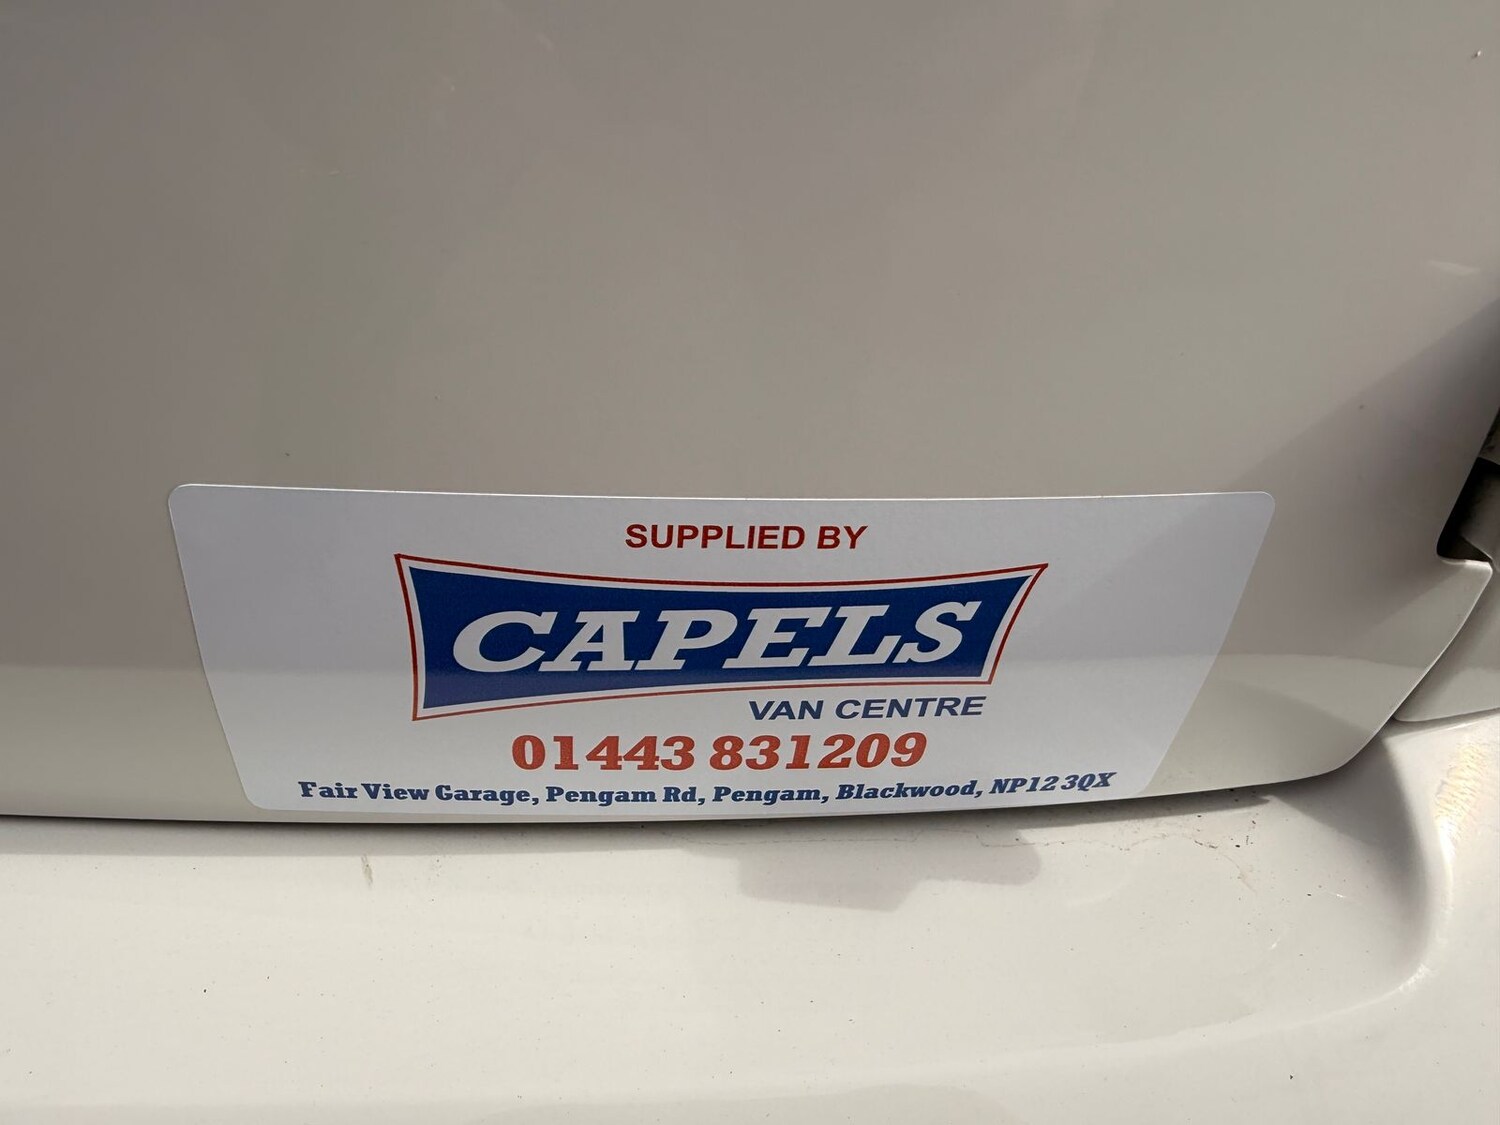 SUPPLIED BY
CAPELS
VAN CENTRE
01443 831209
Fair View Garage, Pengam Rd, Pengam, Blackwood, NP12 3QX